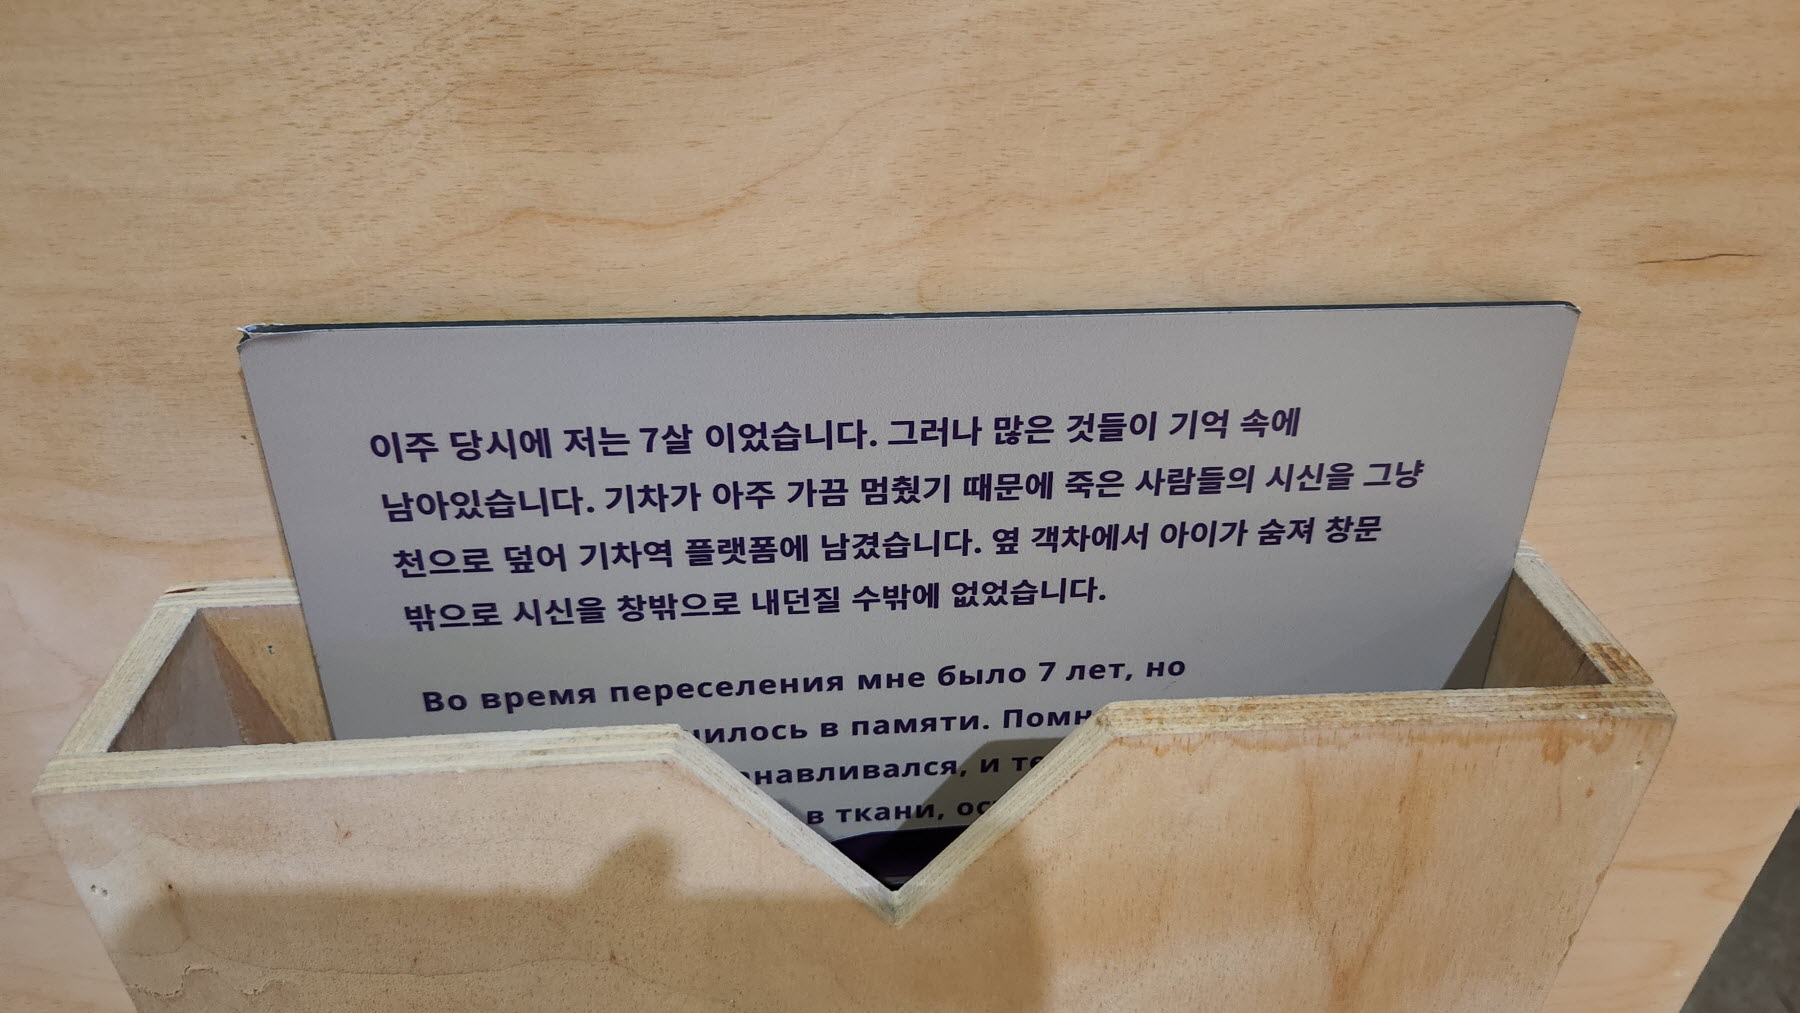 이주 당시에 저는 7살 이었습니다. 그러나 많은 것들이 기억 속에
남아있습니다. 기차가 아주 가끔 멈췄기 때문에 죽은 사람들의 시신을 그냥
천으로 덮어 기차역 플랫폼에 남겼습니다. 옆 객차에서 아이가 숨져 창문
밖으로 시신을 창밖으로 내던질 수밖에 없었습니다.
Во время переселения мне было 7 лет, но
в памяти.
и
в ткани,